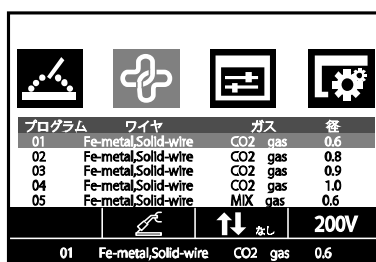 プログラム ワイヤ ガス 径
01 Fe-metal,Solid-wire CO2 gas 0.6
02 Fe-metal,Solid-wire CO2 gas 0.8
03 Fe-metal,Solid-wire CO2 gas 0.9
04 Fe-metal,Solid-wire CO2 gas 1.0
05 Fe-metal,Solid-wire MIX gas 0.6
なし 200V
01 Fe-metal,Solid-wire CO2 gas 0.6